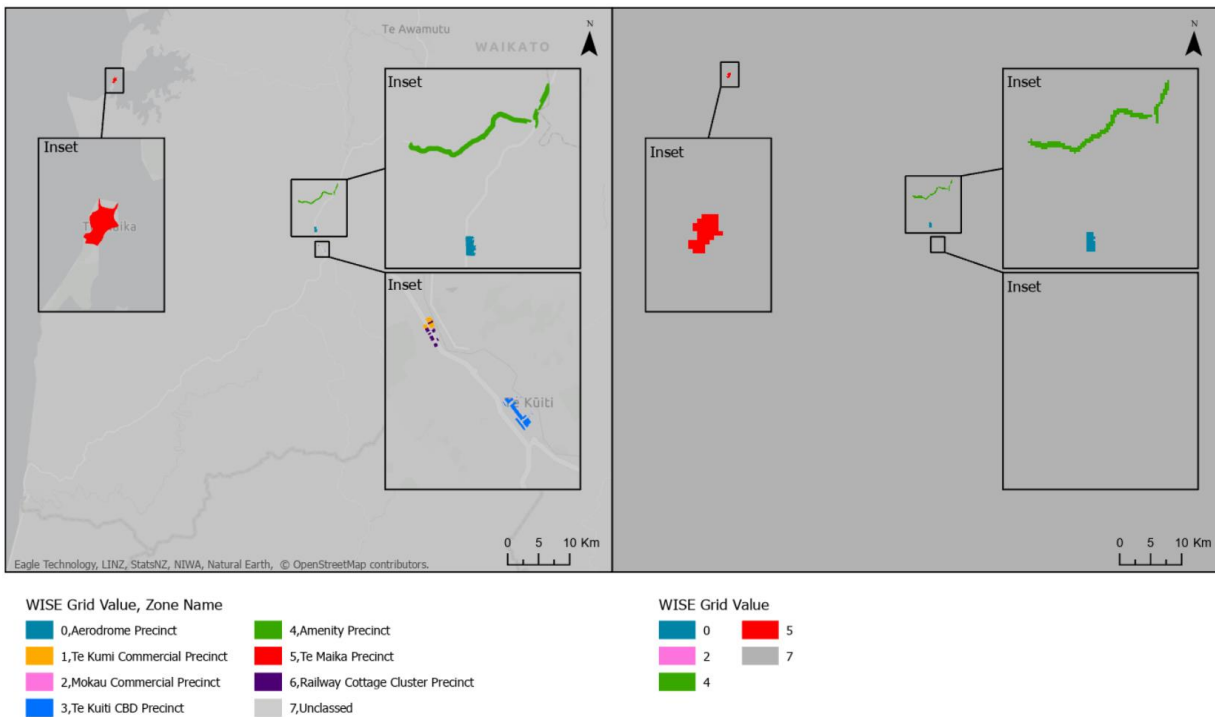 Te Awamutu
WAIKATO
N
N
Inset
Inset
Inset
Inset
Inset
Inset
Te Kūiti
0 5 10 Km
0 5 10 Km
Eagle Technology, LINZ, StatsNZ, NIWA, Natural Earth, © OpenStreetMap contributors.
WISE Grid Value, Zone Name
0,Aerodrome Precinct
1,Te Kumi Commercial Precinct
2,Mokau Commercial Precinct
3,Te Kuiti CBD Precinct
4,Amenity Precinct
5,Te Maika Precinct
6,Railway Cottage Cluster Precinct
7,Unclassed
WISE Grid Value
0
2
4
5
7